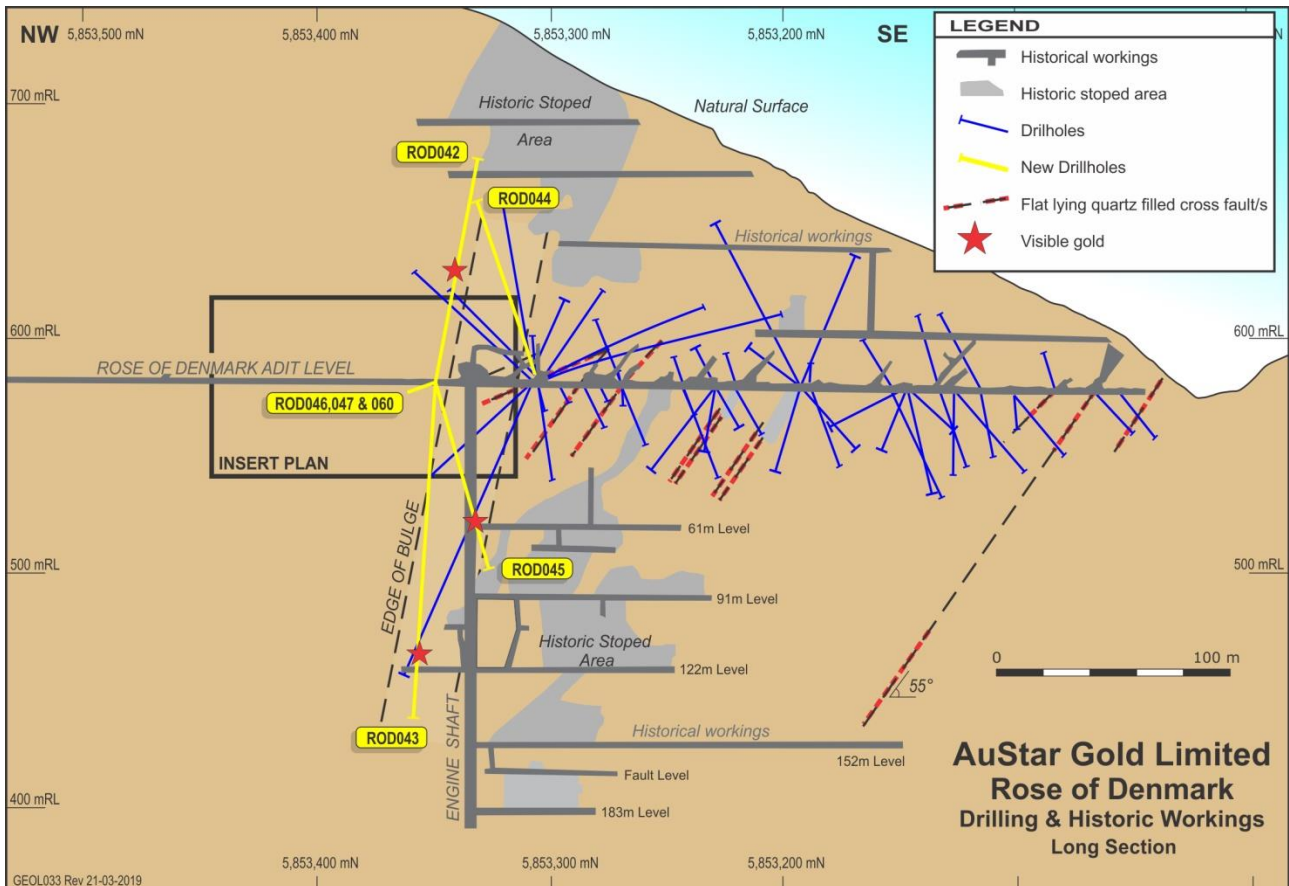 NW
5,853,500 mN
5,853,400 mN
5,853,300 mN
5,853,200 mN
SE
N
LEGEND
Historical workings
Historic stoped area
Drilholes
New Drillholes
Flat lying quartz filled cross fault/s
Visible gold
700 mRL
Historic Stoped
Area
Natural Surface
ROD042
ROD044
Historical workings
600 mRL
600 mRL
ROSE OF DENMARK ADIT LEVEL
ROD046,047 & 060
INSERT PLAN
EDGE OF BULGE
61m Level
ROD045
500 mRL
500 mRL
91m Level
Historic Stoped
Area
122m Level
0
100 m
55°
ROD043
ENGINE SHAFT
Historical workings
152m Level
Fault Level
183m Level
400 mRL
AuStar Gold Limited
Rose of Denmark
Drilling & Historic Workings
Long Section
5,853,400 mN
5,853,300 mN
5,853,200 mN
GEOL033 Rev 21-03-2019